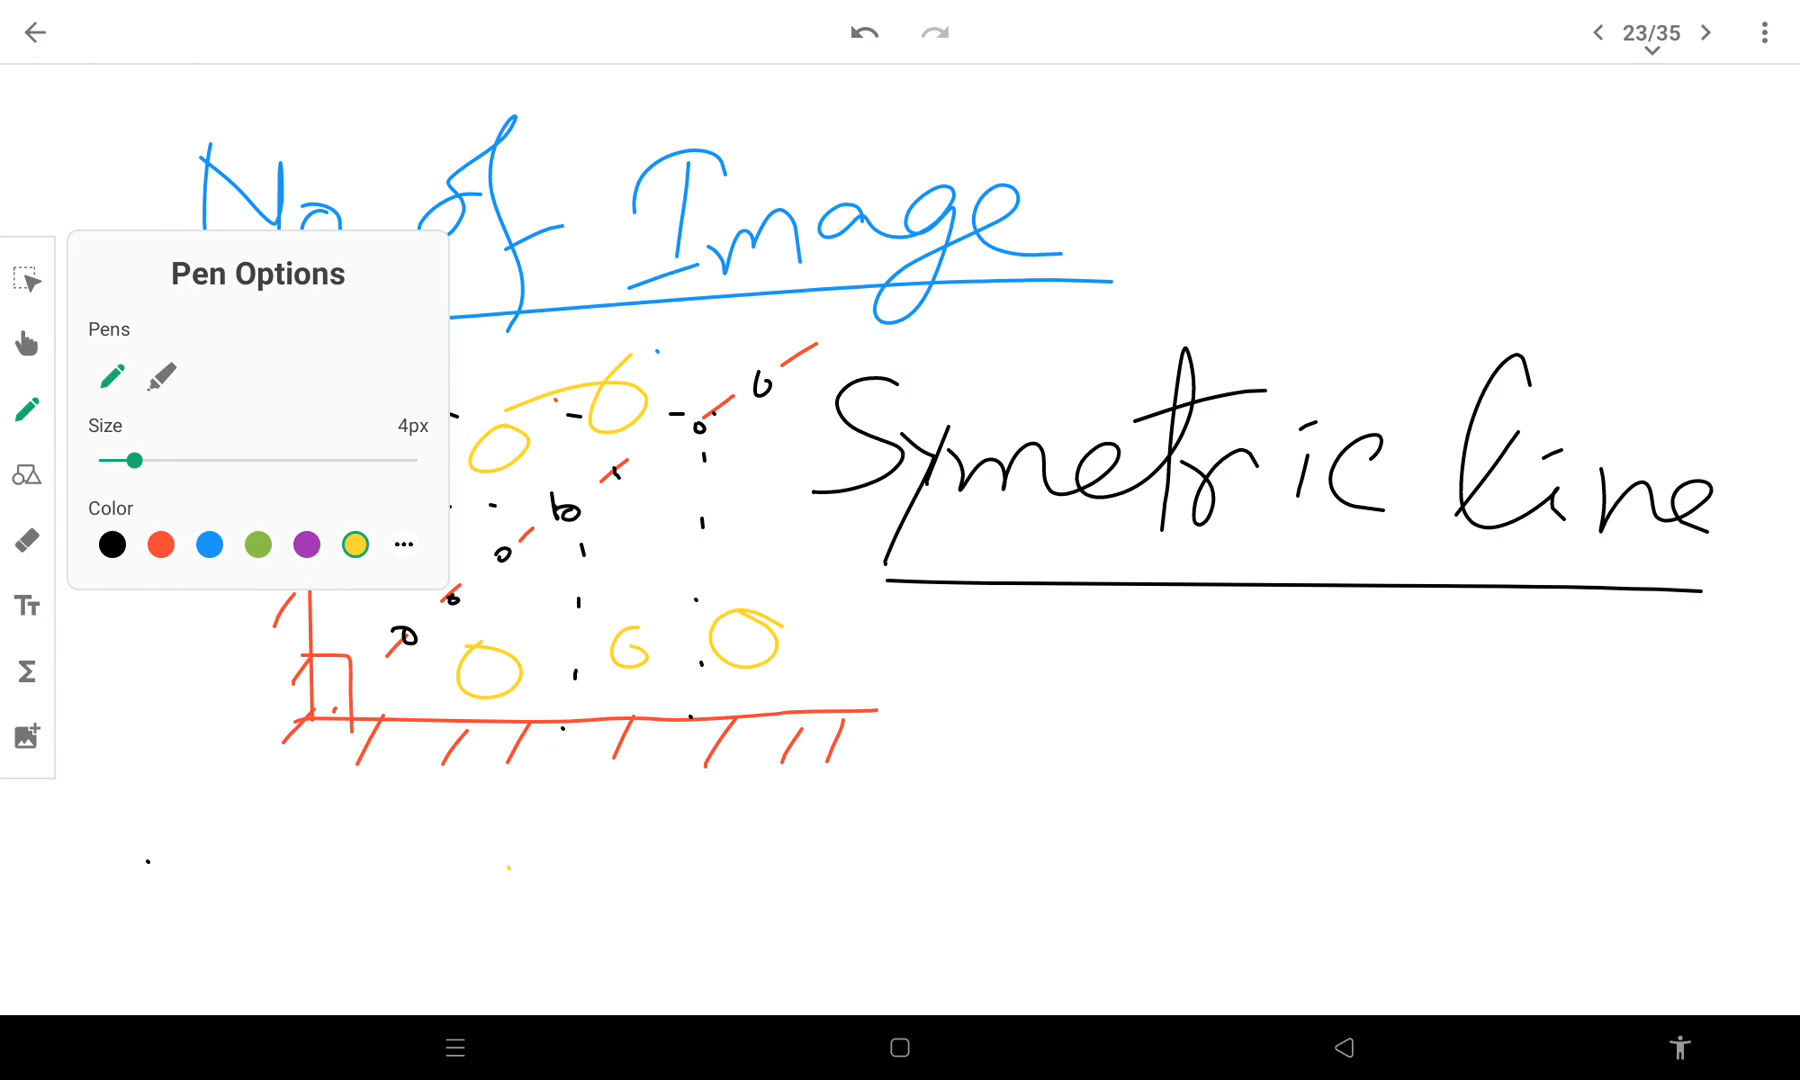 23/35
No of Image
Pen Options
Pens
Size 4px
Color
Symetric line